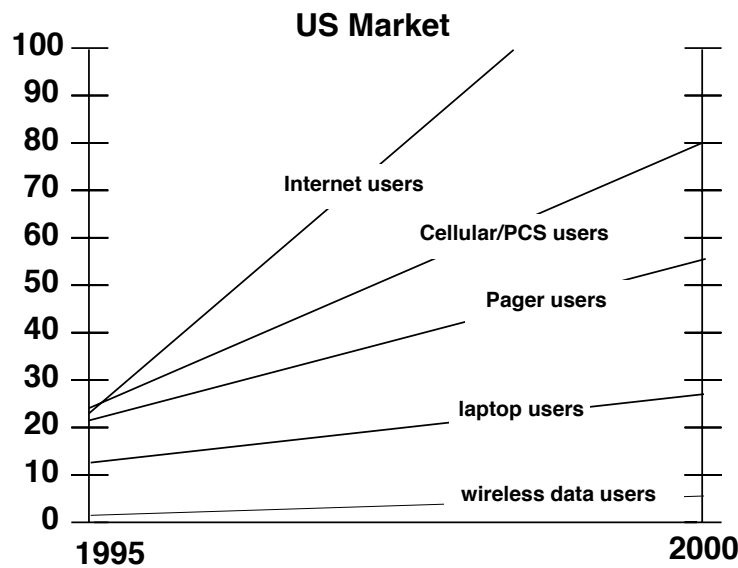 US Market
100
90
80
70
60
50
40
30
20
10
0
Internet users
Cellular/PCS users
Pager users
laptop users
wireless data users
1995
2000